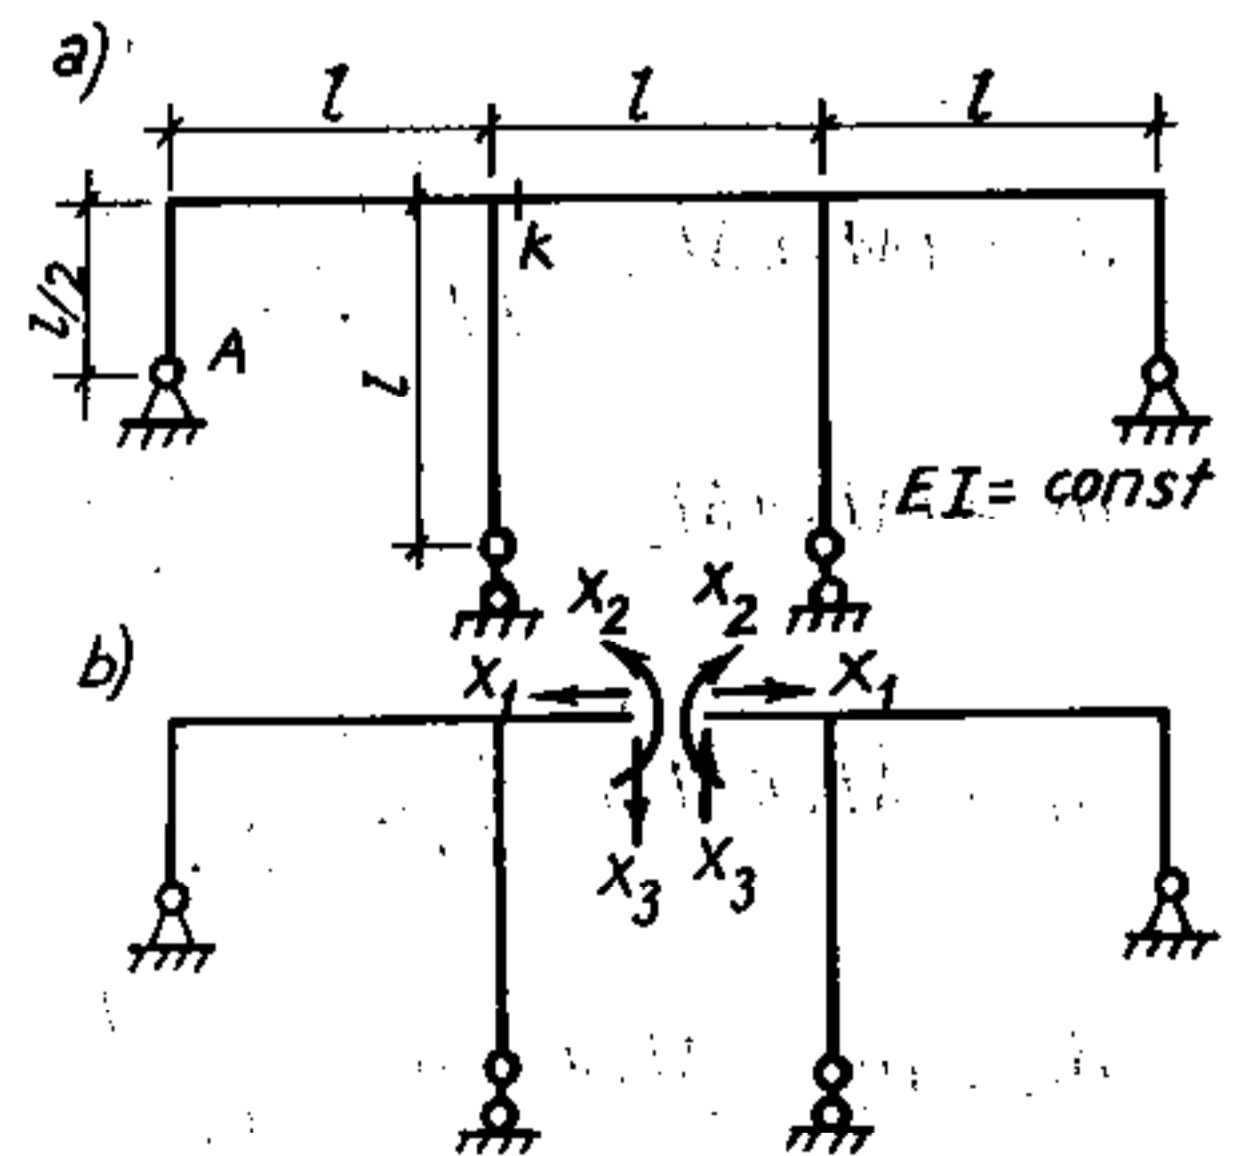 a)
l l l
l/2
k
A
l
EI = const
b)
X₂ X₂
X₁ X₁
X₃ X₃